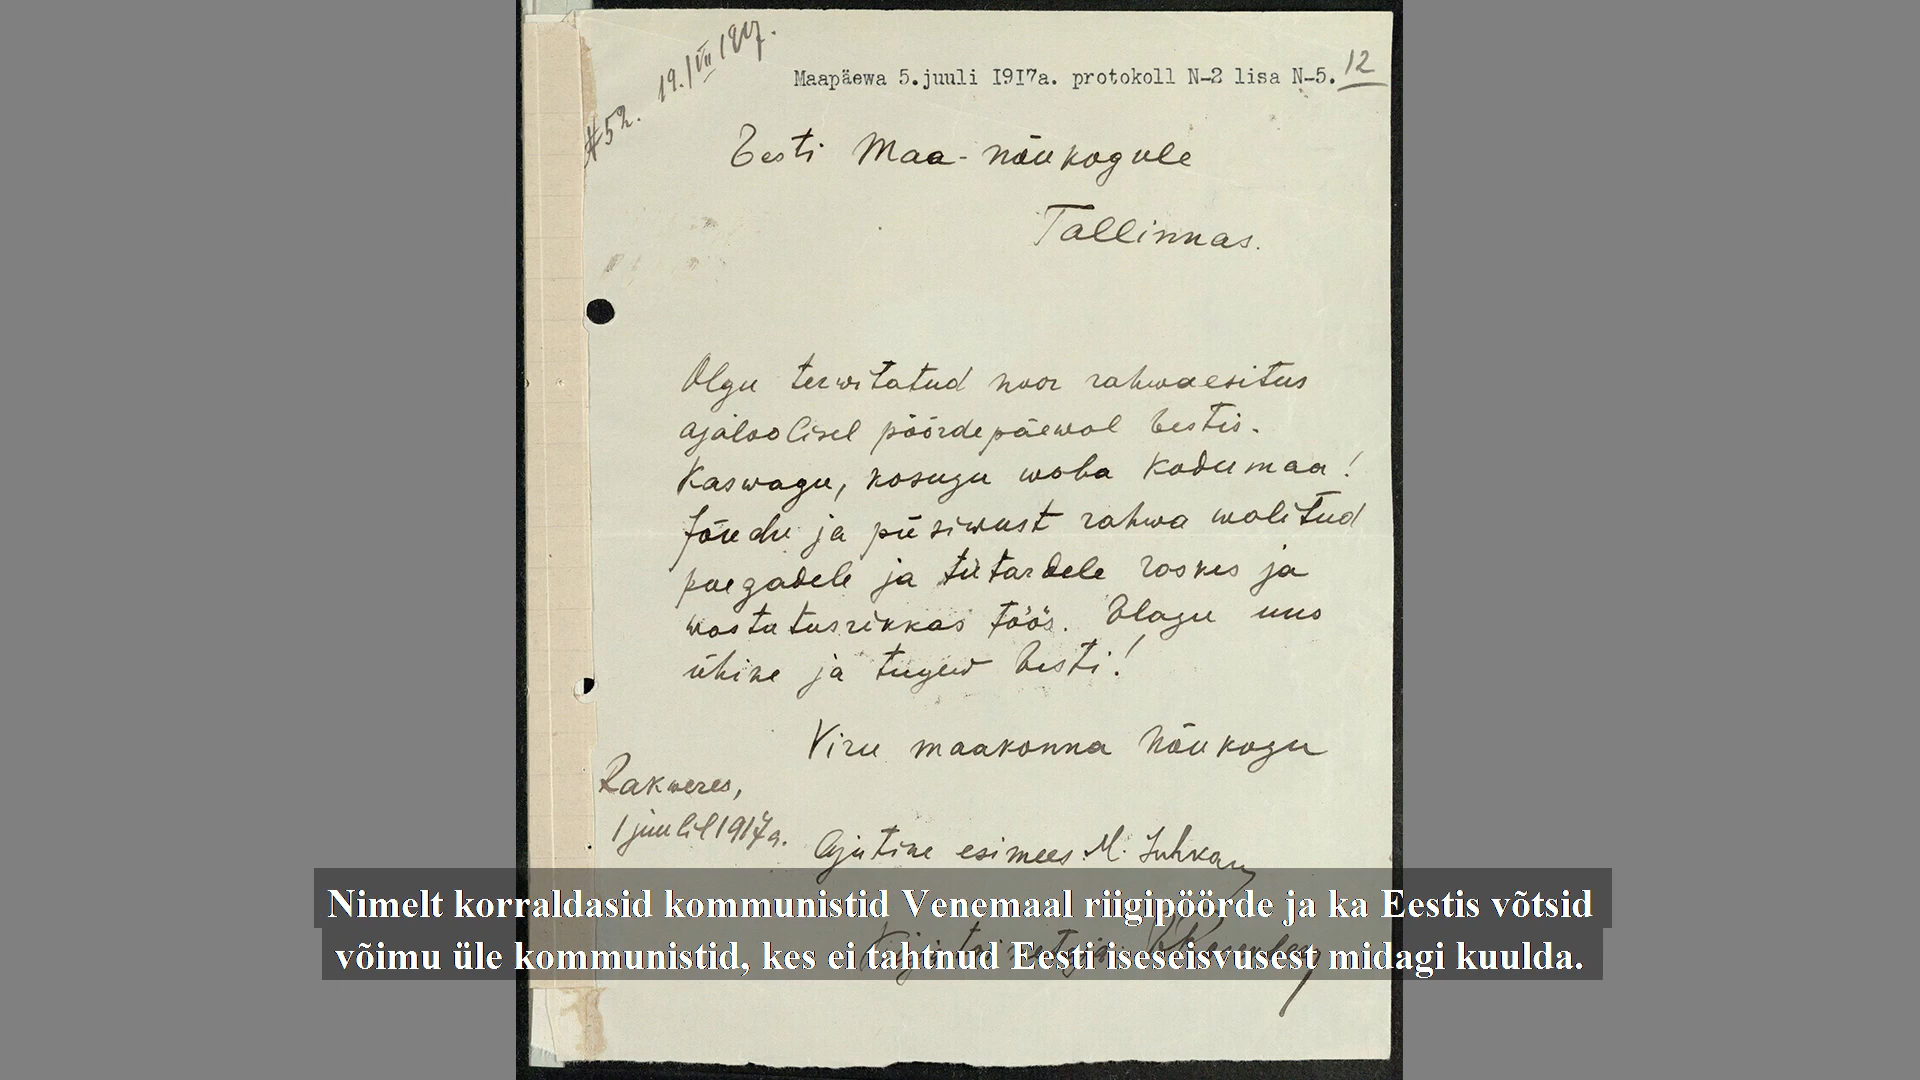 #52. 19./VII 1917.
Maapäewa 5.juuli 1917a. protokoll N-2 lisa N-5.
12
Eesti Maa-nõukogule
Tallinnas.
Olgu terwitatud noor rahwaesitus
ajaloolisel pöördepäewal Eestis.
Kaswagu, kosugu waba kodumaa!
Jõudu ja püsiwust rahwa walitud
poegadele ja tütardele raskes ja
wastutusrikkas töös. Elagu uus
ühine ja tugew Eesti!
Viru maakonna Nõukogu
Rakweres,
1 juulil 1917a.
Ajutine esimees: M. Juhkam
Nimelt korraldasid kommunistid Venemaal riigipöörde ja ka Eestis võtsid
võimu üle kommunistid, kes ei tahtnud Eesti iseseisvusest midagi kuulda.